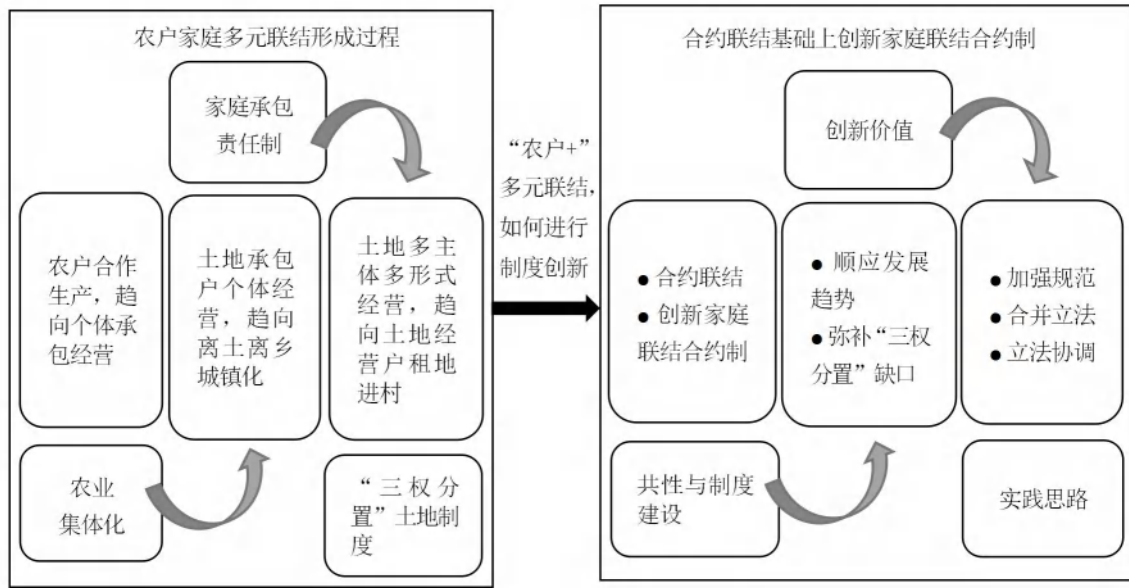 农户家庭多元联结形成过程
家庭承包
责任制
农户合作
生产，趋
向个体承
包经营
土地承包
户个体经
营，趋向
离土离乡
城镇化
土地多主
体多形式
经营，趋
向土地经
营户租地
进村
农业
集体化
“三权分
置”土地制
度
“农户+”
多元联结，
如何进行
制度创新
合约联结基础上创新家庭联结合约制
创新价值
● 合约联结
● 创新家庭
联结合约制
● 顺应发展
趋势
● 弥补“三权
分置”缺口
● 加强规范
● 合并立法
● 立法协调
共性与制度
建设
实践思路